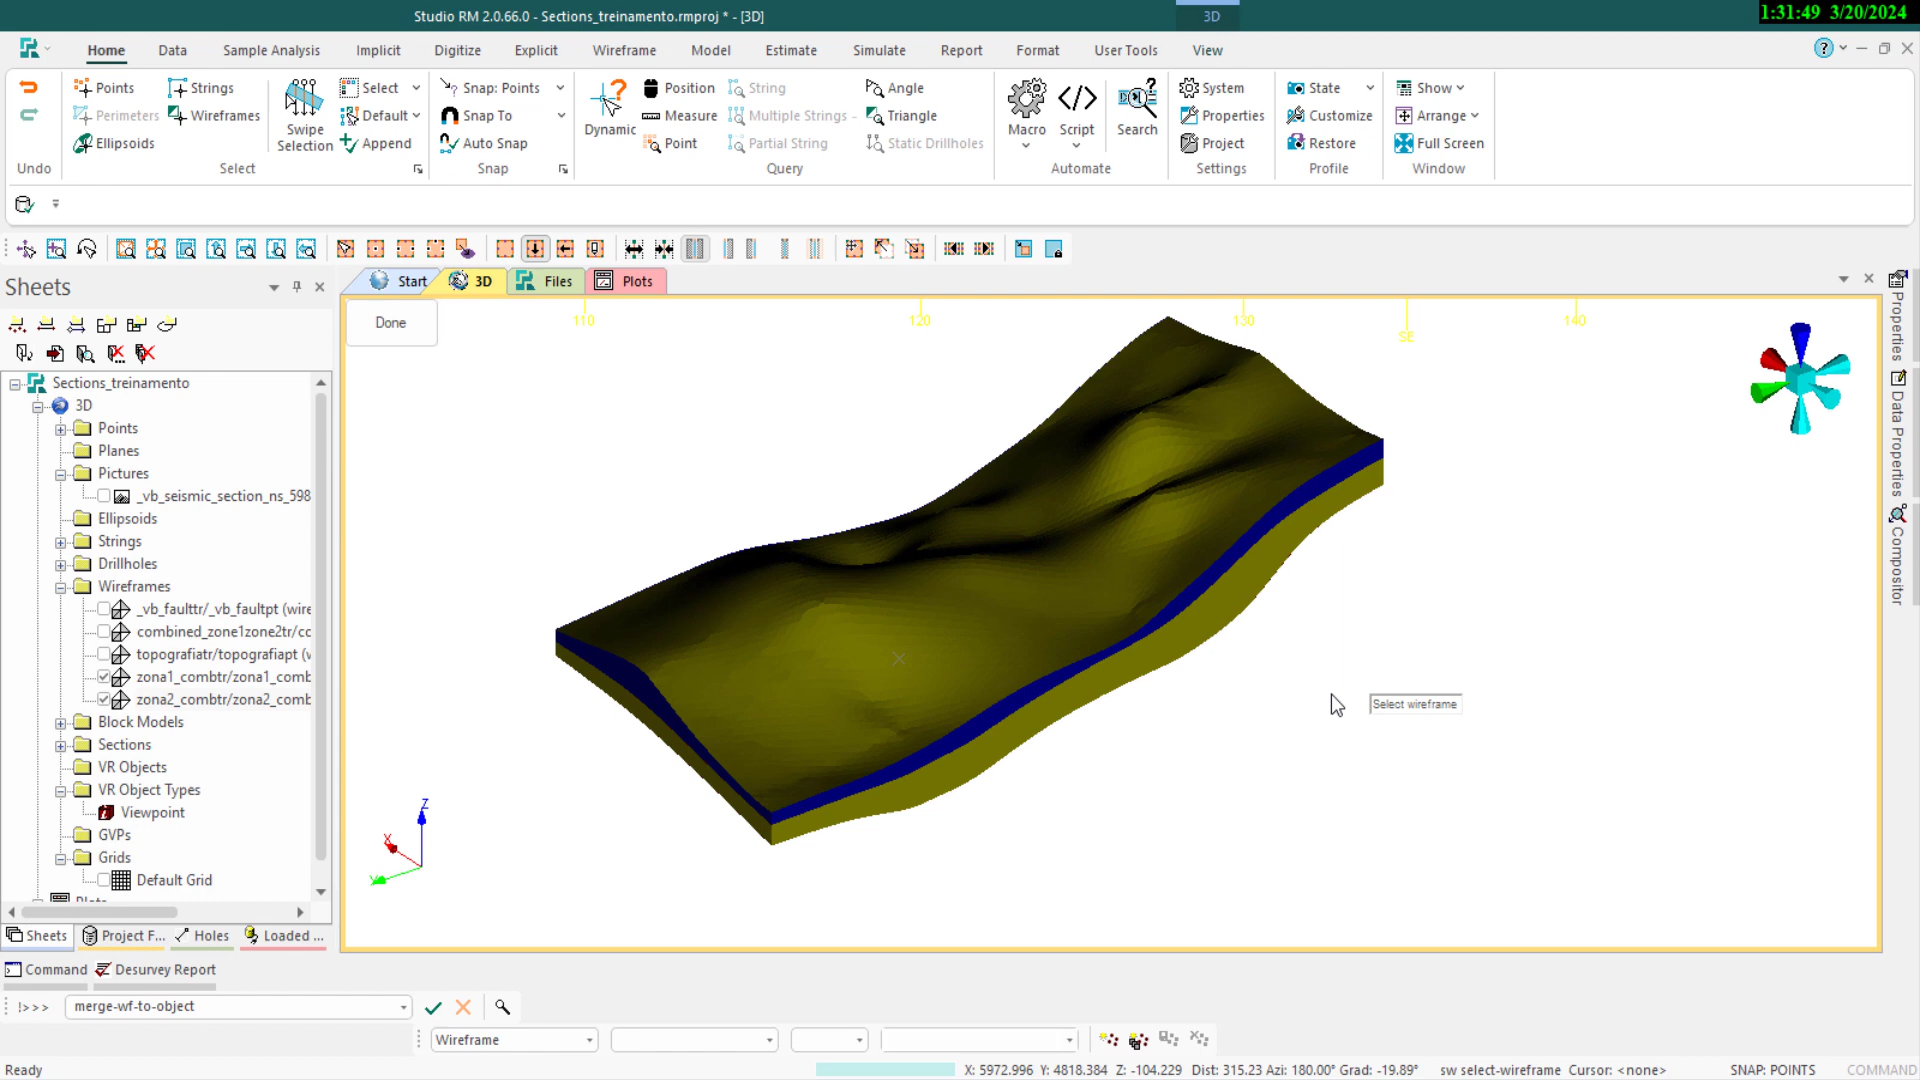 Studio RM 2.0.66.0 - Sections_treinamento.rmproj * - [3D]
3D
1:31:49 3/20/2024
Home
Data
Sample Analysis
Implicit
Digitize
Explicit
Wireframe
Model
Estimate
Simulate
Report
Format
User Tools
View
Points
Strings
Select
Snap: Points
Position
String
Angle
System
State
Show
Perimeters
Wireframes
Default
Snap To
Measure
Multiple Strings
Triangle
Properties
Customize
Arrange
Ellipsoids
Swipe
Selection
Append
Auto Snap
Dynamic
Point
Partial String
Static Drillholes
Macro
Script
Search
Project
Restore
Full Screen
Undo
Select
Snap
Query
Automate
Settings
Profile
Window
Sheets
Start
3D
Files
Plots
Done
110
120
130
SE
140
Sections_treinamento
3D
Points
Planes
Pictures
_vb_seismic_section_ns_598
Ellipsoids
Strings
Drillholes
Wireframes
_vb_faulttr/_vb_faultpt (wire
combined_zone1zone2tr/cc
topografiatr/topografiapt (v
zona1_combtr/zona1_comb
zona2_combtr/zona2_comb
Block Models
Sections
VR Objects
VR Object Types
Viewpoint
GVPs
Grids
Default Grid
Select wireframe
Z
X
Properties
Data Properties
Compositor
Sheets
Project F...
Holes
Loaded ...
Command
Desurvey Report
!>>>
merge-wf-to-object
Wireframe
Ready
X: 5972.996 Y: 4818.384 Z: -104.229 Dist: 315.23 Azi: 180.00° Grad: -19.89°
sw select-wireframe Cursor: <none>
SNAP: POINTS
COMMAND